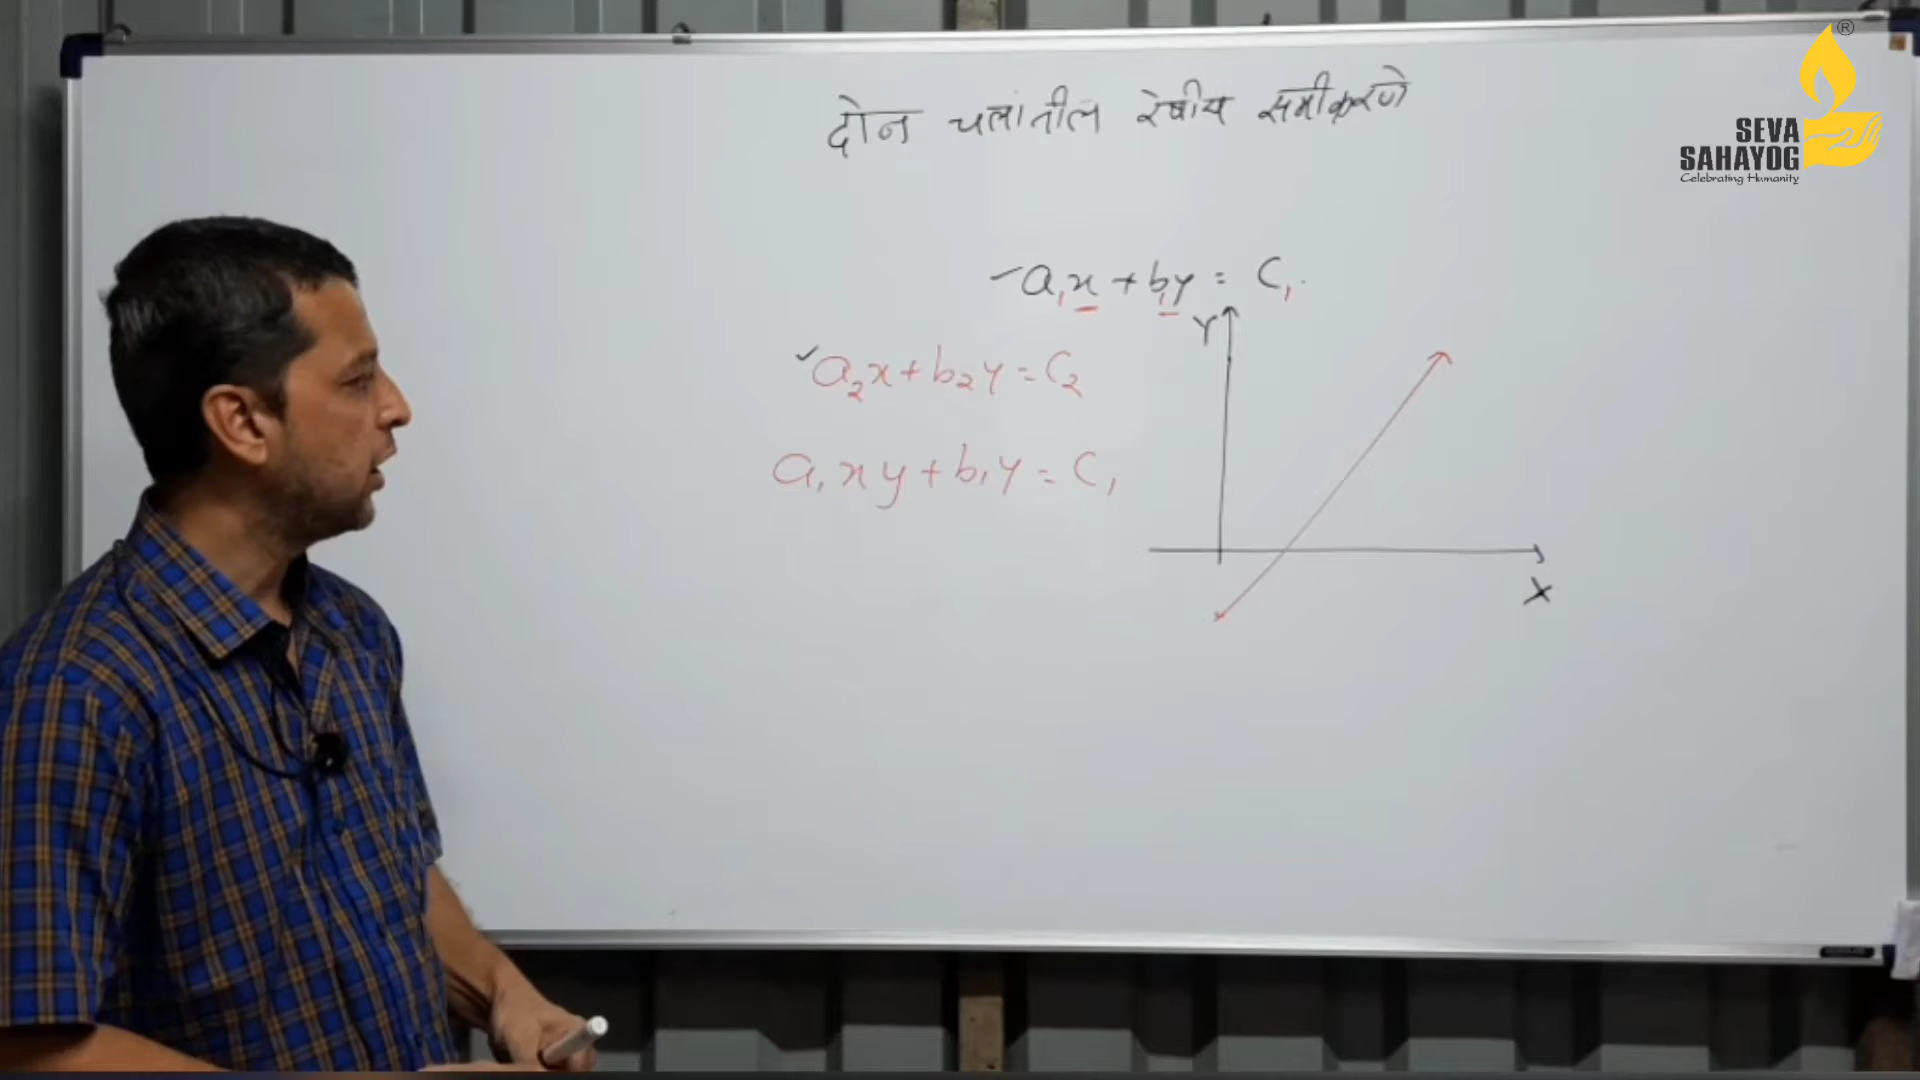 दोन चलांतील रेषीय समीकरणे
®
SEVA
SAHAYOG
Celebrating Humanity
a₁x + b₁y = C₁
Y
a₂x + b₂y = C₂
a₁xy + b₁y = C₁
X